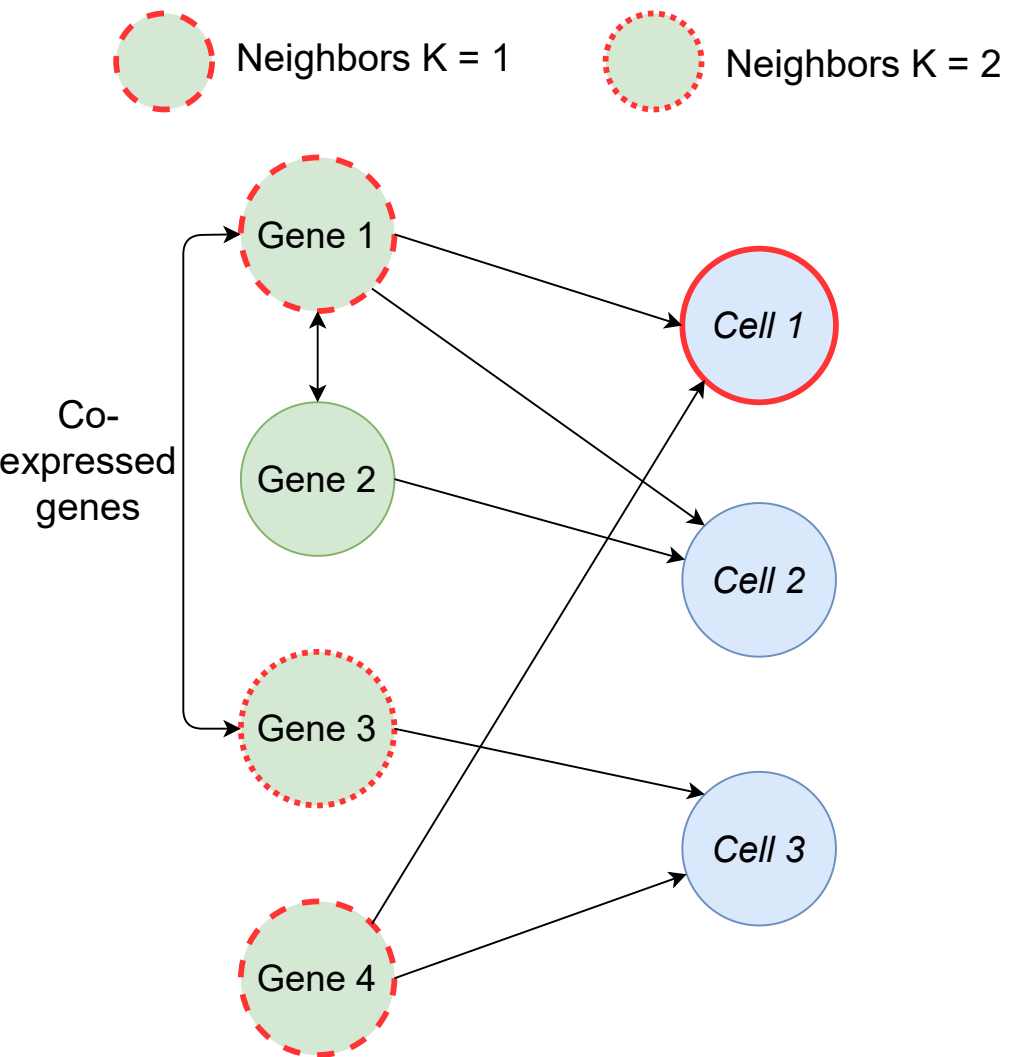 Neighbors K = 1
Neighbors K = 2
Gene 1
Cell 1
Co-
expressed
genes
Gene 2
Cell 2
Gene 3
Cell 3
Gene 4